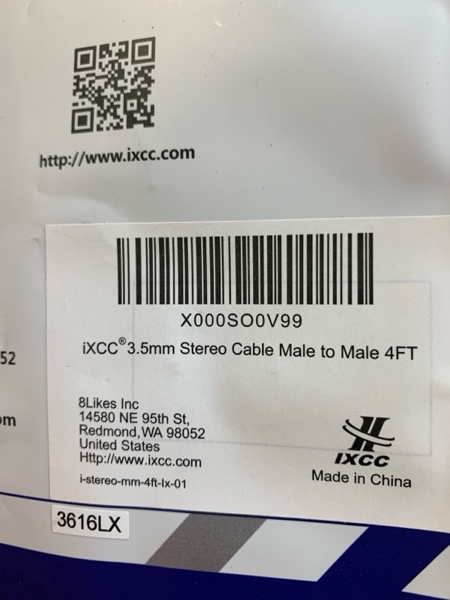 http://www.ixcc.com
X000SO0V99
iXCC®3.5mm Stereo Cable Male to Male 4FT
52
om
8Likes Inc
14580 NE 95th St,
Redmond,WA 98052
United States
Http://www.ixcc.com
i-stereo-mm-4ft-lx-01
IXCC
Made in China
3616LX